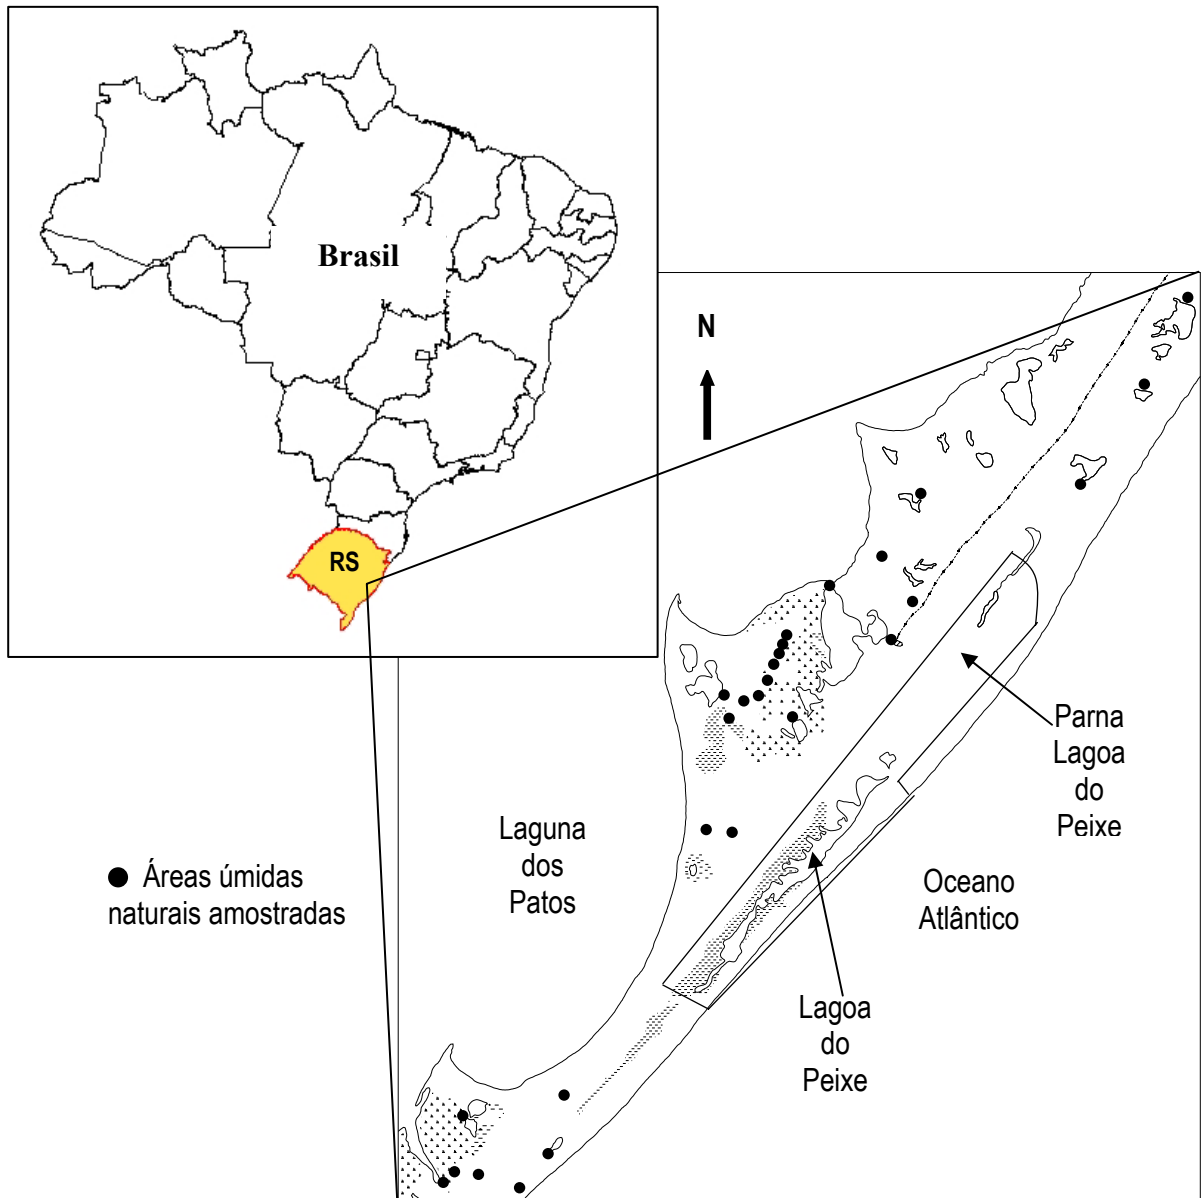 Brasil
RS
N
Parna
Lagoa
do
Peixe
Laguna
dos
Patos
Áreas úmidas
naturais amostradas
Oceano
Atlântico
Lagoa
do
Peixe